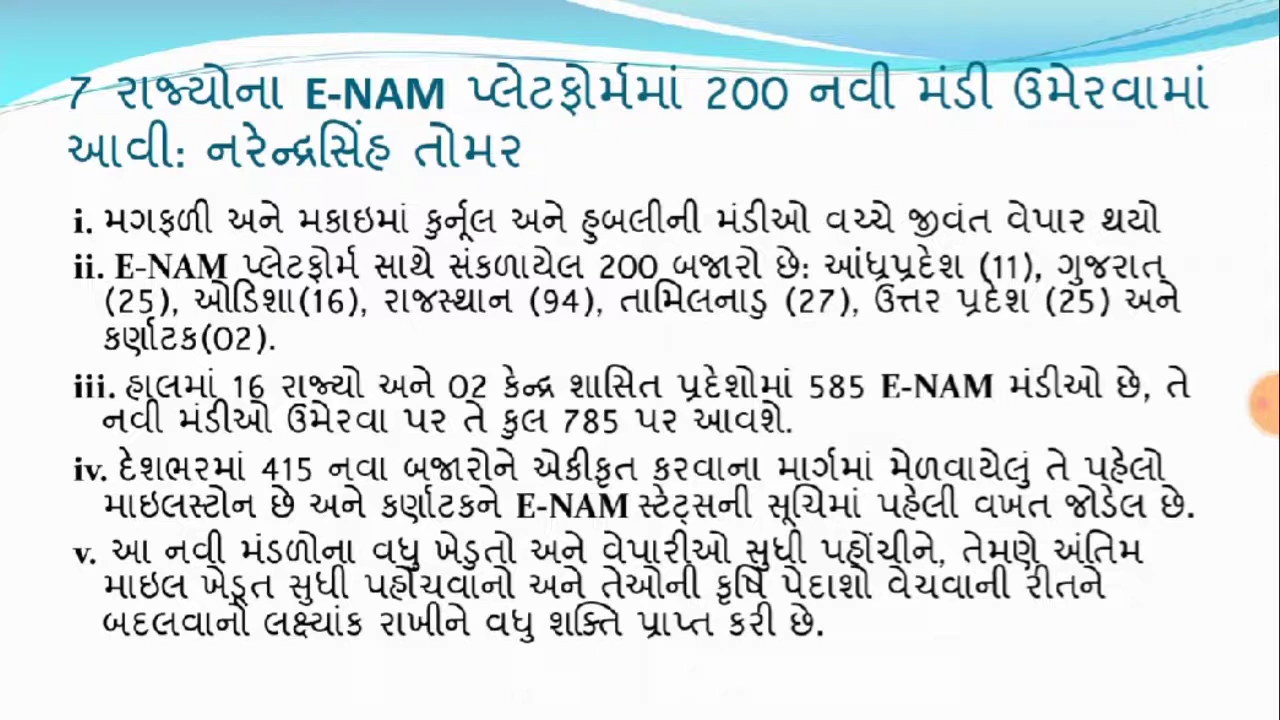 7 રાજ્યોના E-NAM પ્લેટફોર્મમાં 200 નવી મંડી ઉમેરવામાં
આવી: નરેન્દ્રસિંહ તોમર
i. મગફળી અને મકાઇમાં કુર્નૂલ અને હુબલીની મંડીઓ વચ્ચે જીવંત વેપાર થયો
ii. E-NAM પ્લેટફોર્મ સાથે સંકળાયેલ 200 બજારો છે: આંધ્રપ્રદેશ (11), ગુજરાત
(25), ઓડિશા(16), રાજસ્થાન (94), તામિલનાડુ (27), ઉત્તર પ્રદેશ (25) અને
કર્ણાટક(02).
iii. હાલમાં 16 રાજ્યો અને 02 કેન્દ્ર શાસિત પ્રદેશોમાં 585 E-NAM મંડીઓ છે, તે
નવી મંડીઓ ઉમેરવા પર તે કુલ 785 પર આવશે.
iv. દેશભરમાં 415 નવા બજારોને એકીકૃત કરવાના માર્ગમાં મેળવાયેલું તે પહેલો
માઇલસ્ટોન છે અને કર્ણાટકને E-NAM સ્ટેટ્સની સૂચિમાં પહેલી વખત જોડેલ છે.
v. આ નવી મંડળોના વધુ ખેડુતો અને વેપારીઓ સુધી પહોંચીને, તેમણે અંતિમ
માઇલ ખેડૂત સુધી પહોંચવાનો અને તેઓની કૃષિ પેદાશો વેચવાની રીતને
બદલવાનો લક્ષ્યાંક રાખીને વધુ શક્તિ પ્રાપ્ત કરી છે.